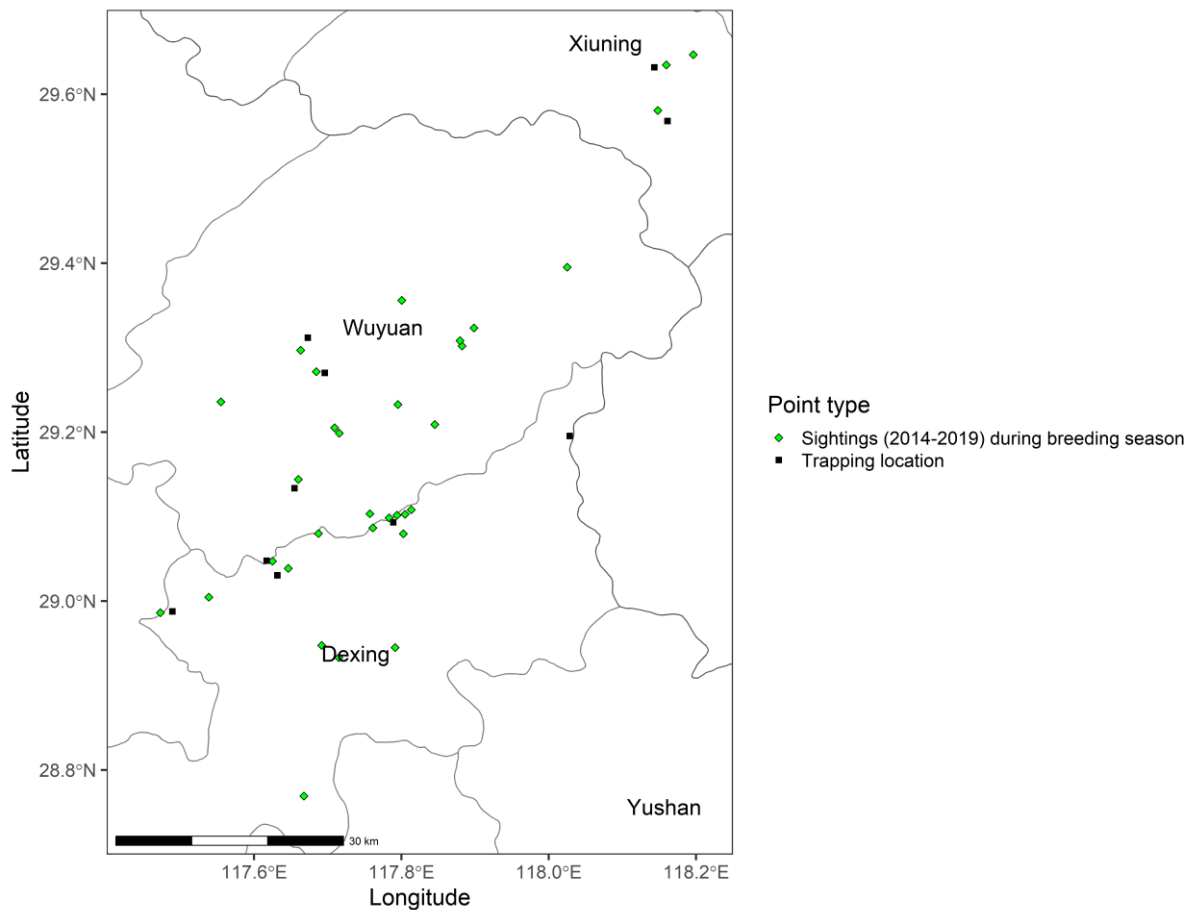 Xiuning
29.6°N
29.4°N
Wuyuan
Latitude
29.2°N
29.0°N
Dexing
28.8°N
Yushan
30 km
117.6°E 117.8°E 118.0°E 118.2°E
Longitude
Point type
Sightings (2014-2019) during breeding season
Trapping location